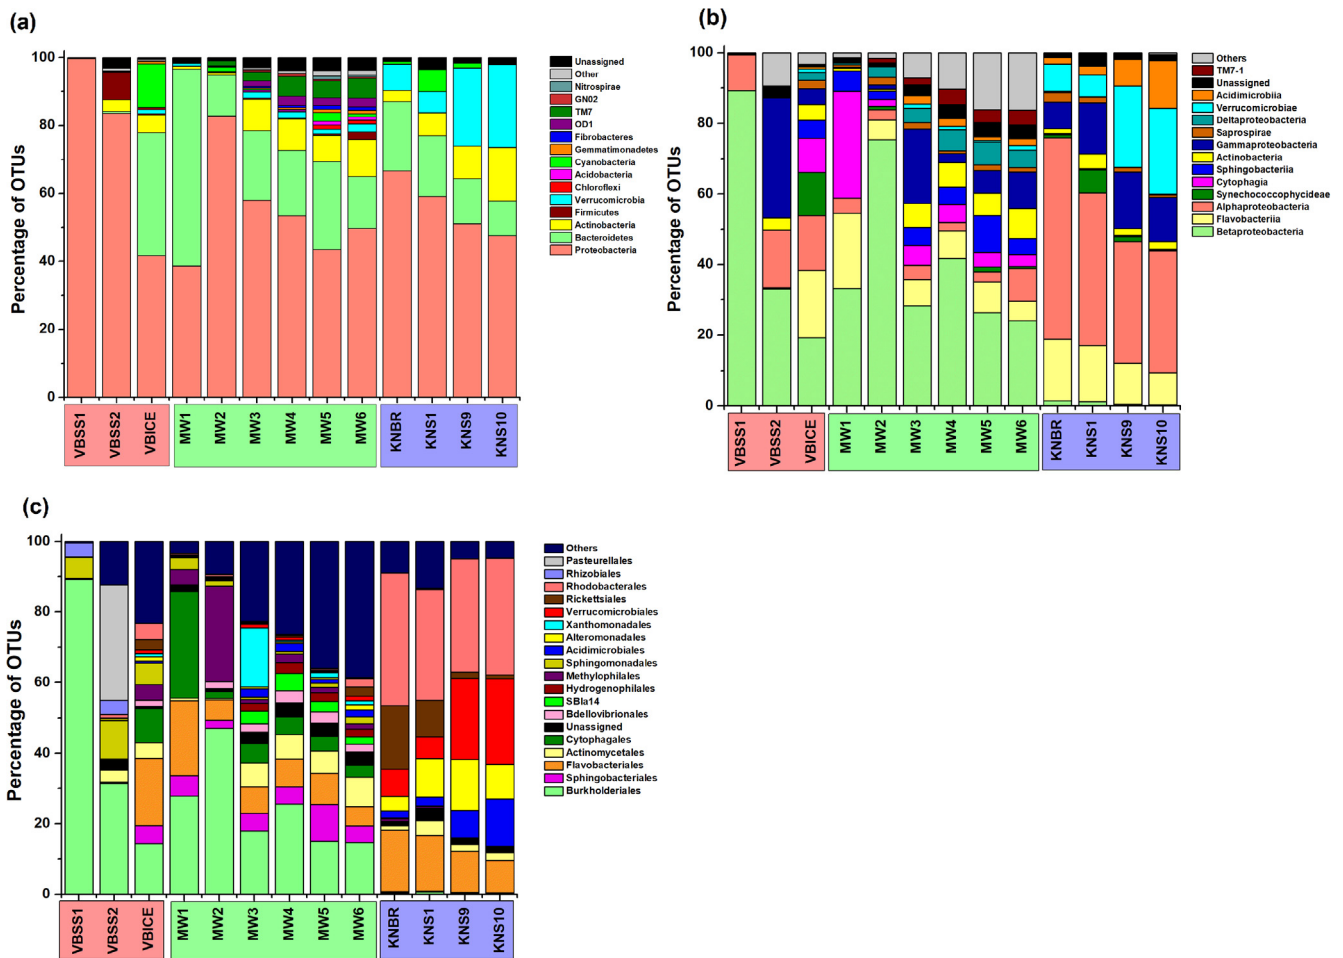 (a)
Percentage of OTUs
100
80
60
40
20
0
VBSS1
VBSS2
VBICE
MW1
MW2
MW3
MW4
MW5
MW6
KNBR
KNS1
KNS9
KNS10
Unassigned
Other
Nitrospirae
GN02
TM7
OD1
Fibrobacteres
Gemmatimonadetes
Cyanobacteria
Acidobacteria
Chloroflexi
Verrucomicrobia
Firmicutes
Actinobacteria
Bacteroidetes
Proteobacteria
(b)
Percentage of OTUs
100
80
60
40
20
0
VBSS1
VBSS2
VBICE
MW1
MW2
MW3
MW4
MW5
MW6
KNBR
KNS1
KNS9
KNS10
Others
TM7-1
Unassigned
Acidimicrobiia
Verrucomicrobiae
Deltaproteobacteria
Saprospirae
Gammaproteobacteria
Actinobacteria
Sphingobacteriia
Cytophagia
Synechococcophycideae
Alphaproteobacteria
Flavobacteriia
Betaproteobacteria
(c)
Percentage of OTUs
100
80
60
40
20
0
VBSS1
VBSS2
VBICE
MW1
MW2
MW3
MW4
MW5
MW6
KNBR
KNS1
KNS9
KNS10
Others
Pasteurellales
Rhizobiales
Rhodobacterales
Rickettsiales
Verrucomicrobiales
Xanthomonadales
Alteromonadales
Acidimicrobiales
Sphingomonadales
Methylophilales
Hydrogenophilales
SBla14
Bdellovibrionales
Unassigned
Cytophagales
Actinomycetales
Flavobacteriales
Sphingobacteriales
Burkholderiales